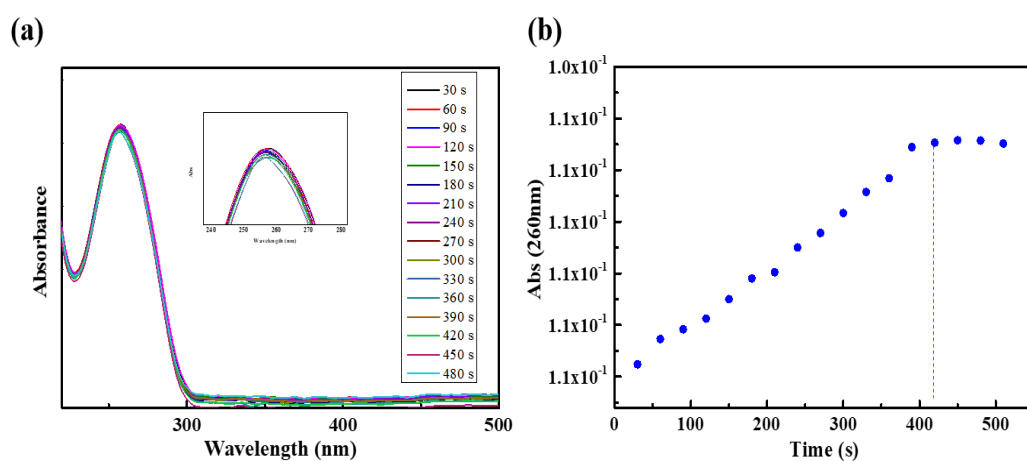 (a)
Absorbance
30 s
60 s
90 s
120 s
150 s
180 s
210 s
240 s
270 s
300 s
330 s
360 s
390 s
420 s
450 s
480 s
Abs
240 250 260 270 280
Wavelength (nm)
300 400 500
Wavelength (nm)
(b)
Abs (260nm)
1.0x10⁻¹
1.1x10⁻¹
1.1x10⁻¹
1.1x10⁻¹
1.1x10⁻¹
1.1x10⁻¹
1.1x10⁻¹
0 100 200 300 400 500
Time (s)